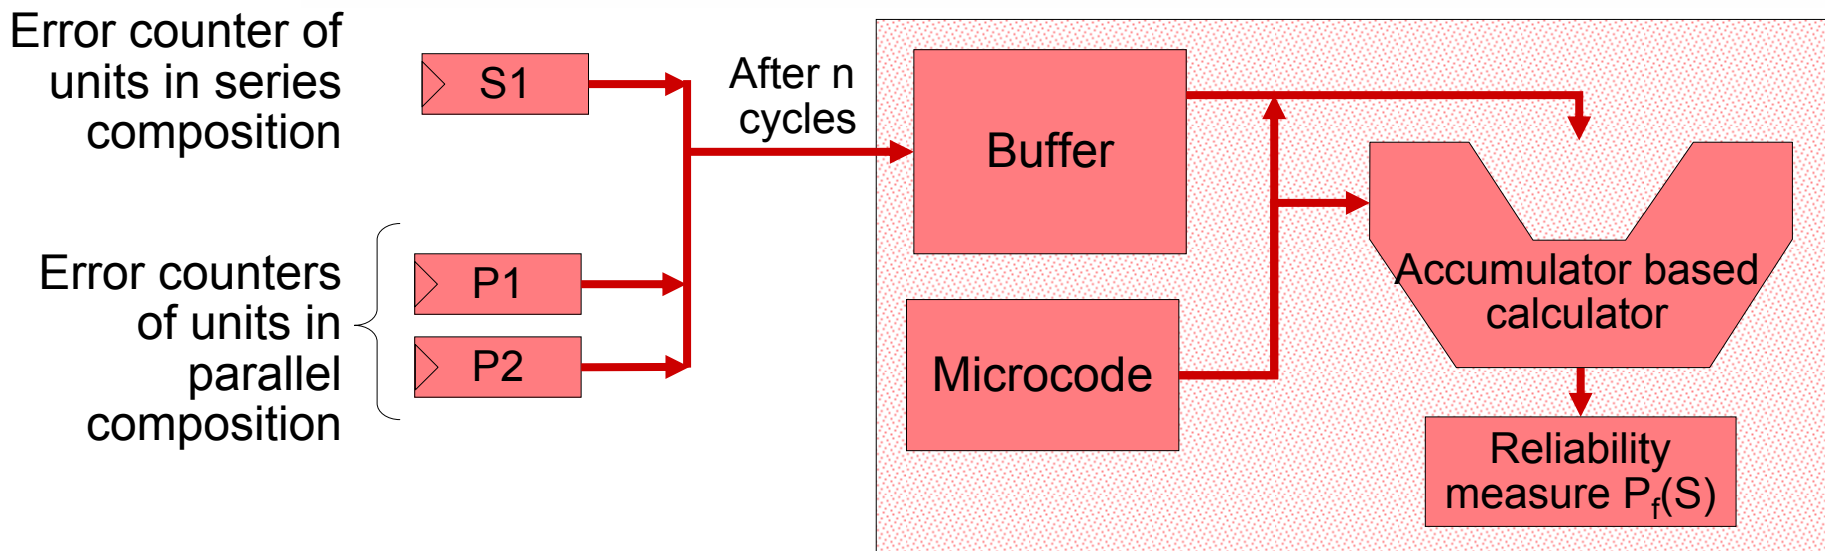 Error counter of
units in series
composition
S1
After n
cycles
Buffer
Error counters
of units in
parallel
composition
P1
P2
Microcode
Accumulator based
calculator
Reliability
measure Pf(S)